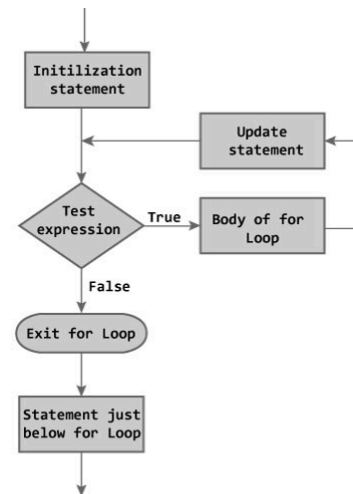 Initilization
statement
Update
statement
Test
expression
True
Body of for
Loop
False
Exit for Loop
Statement just
below for Loop